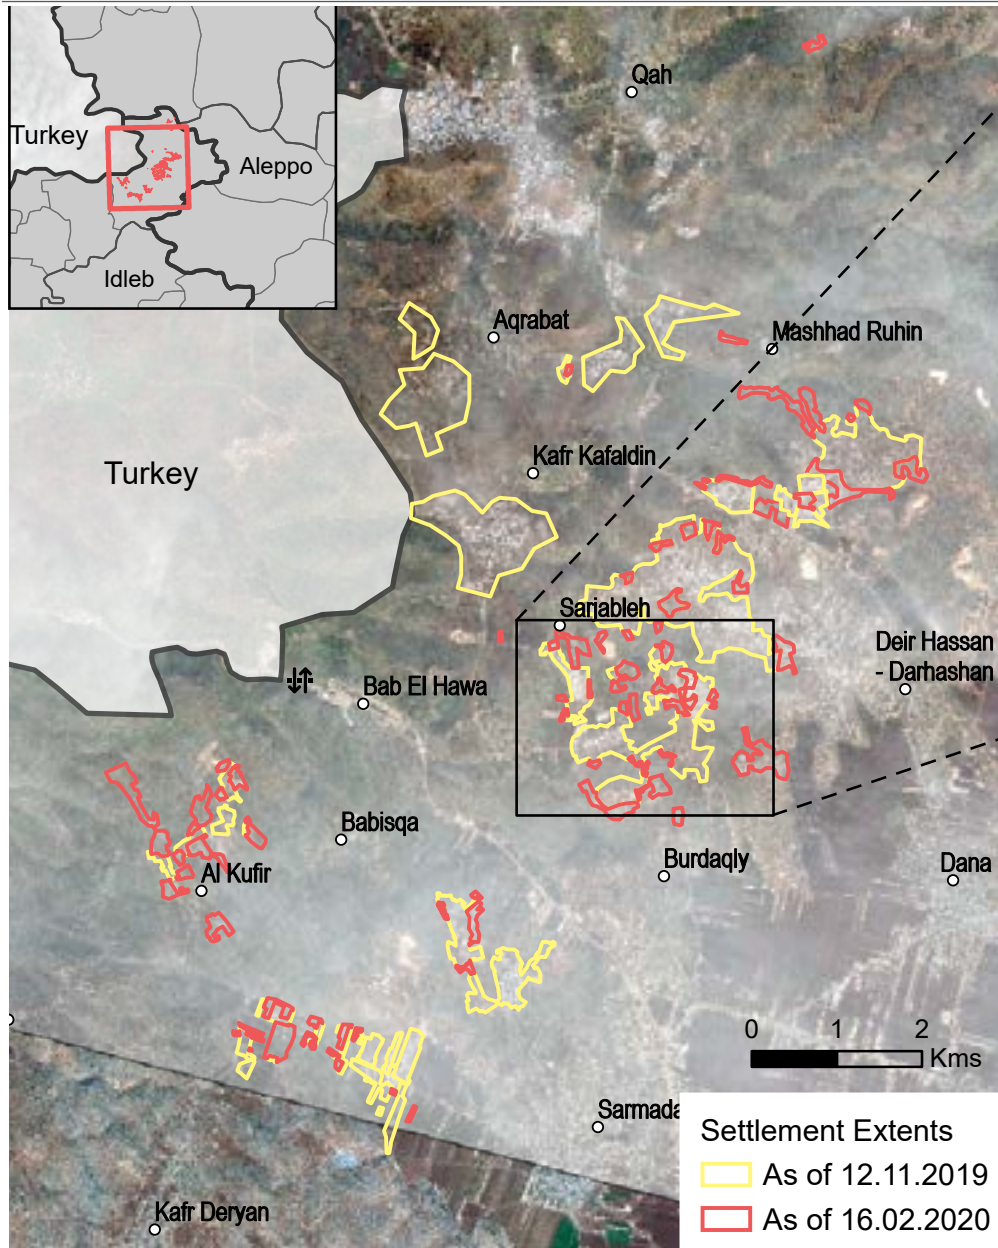 Qah
Turkey
Aleppo
Idleb
Aqrabat
Mashhad Ruhin
Kafr Kafaldin
Turkey
Sarjableh
Deir Hassan
- Darhashan
Bab El Hawa
Babisqa
Burdaqly
Dana
Al Kufir
0 1 2
Kms
Sarmada
Settlement Extents
As of 12.11.2019
As of 16.02.2020
Kafr Deryan